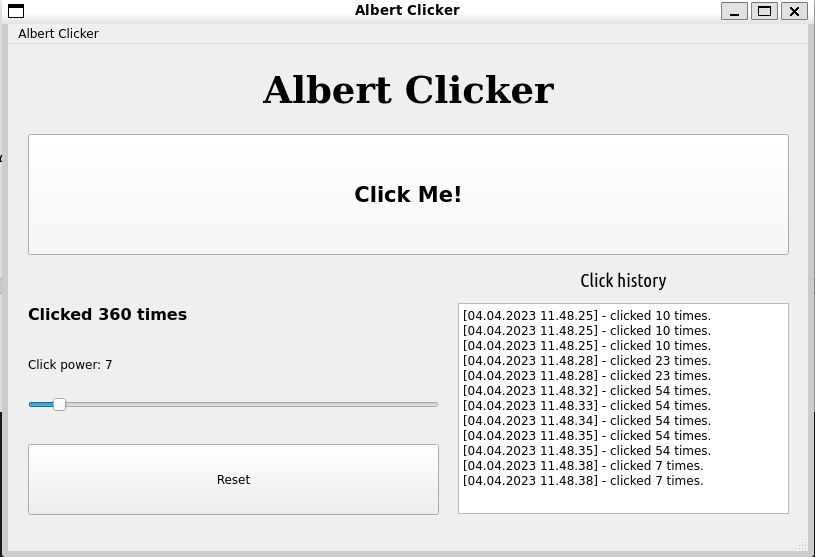 Albert Clicker
Albert Clicker
Albert Clicker
Click Me!
Click history
Clicked 360 times
Click power: 7
Reset
[04.04.2023 11.48.25] - clicked 10 times.
[04.04.2023 11.48.25] - clicked 10 times.
[04.04.2023 11.48.25] - clicked 10 times.
[04.04.2023 11.48.28] - clicked 23 times.
[04.04.2023 11.48.28] - clicked 23 times.
[04.04.2023 11.48.32] - clicked 54 times.
[04.04.2023 11.48.33] - clicked 54 times.
[04.04.2023 11.48.34] - clicked 54 times.
[04.04.2023 11.48.35] - clicked 54 times.
[04.04.2023 11.48.35] - clicked 54 times.
[04.04.2023 11.48.38] - clicked 7 times.
[04.04.2023 11.48.38] - clicked 7 times.